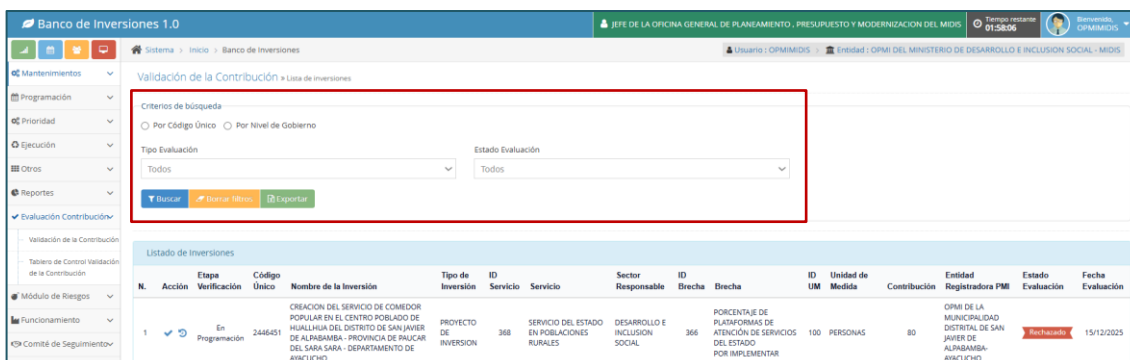 Banco de Inversiones 1.0
JEFE DE LA OFICINA GENERAL DE PLANEAMIENTO , PRESUPUESTO Y MODERNIZACION DEL MIDIS
Tiempo restante
01:58:06
Bienvenido,
OPMIMIDIS
Sistema > Inicio > Banco de Inversiones
Usuario : OPMIMIDIS > Entidad : OPMI DEL MINISTERIO DE DESARROLLO E INCLUSION SOCIAL - MIDIS
Mantenimientos
Programación
Prioridad
Ejecución
Otros
Reportes
Evaluación Contribución
Validación de la Contribución
Tablero de Control Validación
de la Contribución
Módulo de Riesgos
Funcionamiento
Comité de Seguimiento
Validación de la Contribución » Lista de inversiones
Criterios de búsqueda
Por Código Único Por Nivel de Gobierno
Tipo Evaluación Estado Evaluación
Todos Todos
Buscar Borrar filtros Exportar
Listado de Inversiones
N. Acción Etapa Verificación Código Único Nombre de la Inversión Tipo de Inversión ID Servicio Servicio Sector Responsable ID Brecha Brecha ID UM Unidad de Medida Contribución Entidad Registradora PMI Estado Evaluación Fecha Evaluación
1
En
Programación
2446451
CREACION DEL SERVICIO DE COMEDOR
POPULAR EN EL CENTRO POBLADO DE
HUALLHUA DEL DISTRITO DE SAN JAVIER
DE ALPABAMBA - PROVINCIA DE PAUCAR
DEL SARA SARA - DEPARTAMENTO DE
AYACUCHO
PROYECTO
DE
INVERSION
368
SERVICIO DEL ESTADO
EN POBLACIONES
RURALES
DESARROLLO E
INCLUSION
SOCIAL
366
PORCENTAJE DE
PLATAFORMAS DE
ATENCIÓN DE SERVICIOS
DEL ESTADO
POR IMPLEMENTAR
100
PERSONAS
80
OPMI DE LA
MUNICIPALIDAD
DISTRITAL DE SAN
JAVIER DE
ALPABAMBA-
AYACUCHO
Rechazado
15/12/2025